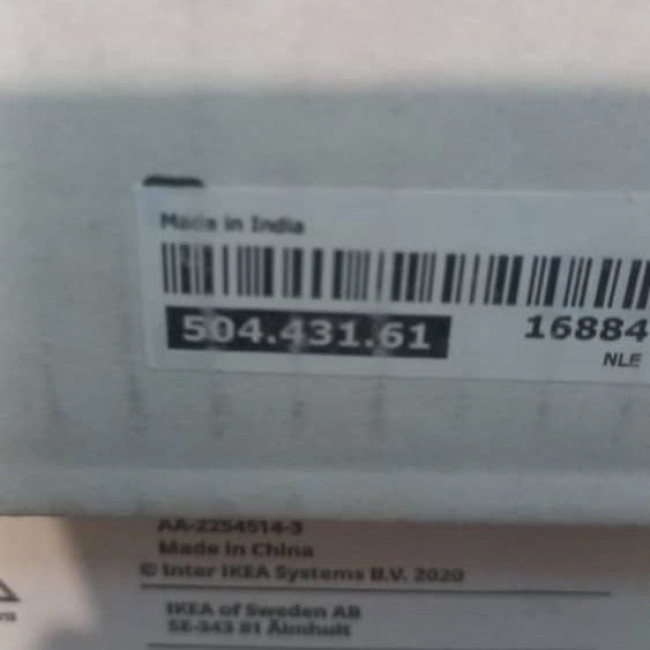 Made in India
504.431.61
16884
NLE
AA-2254514-3
Made in China
© Inter IKEA Systems B.V. 2020
IKEA of Sweden AB
SE-343 81 Älmhult